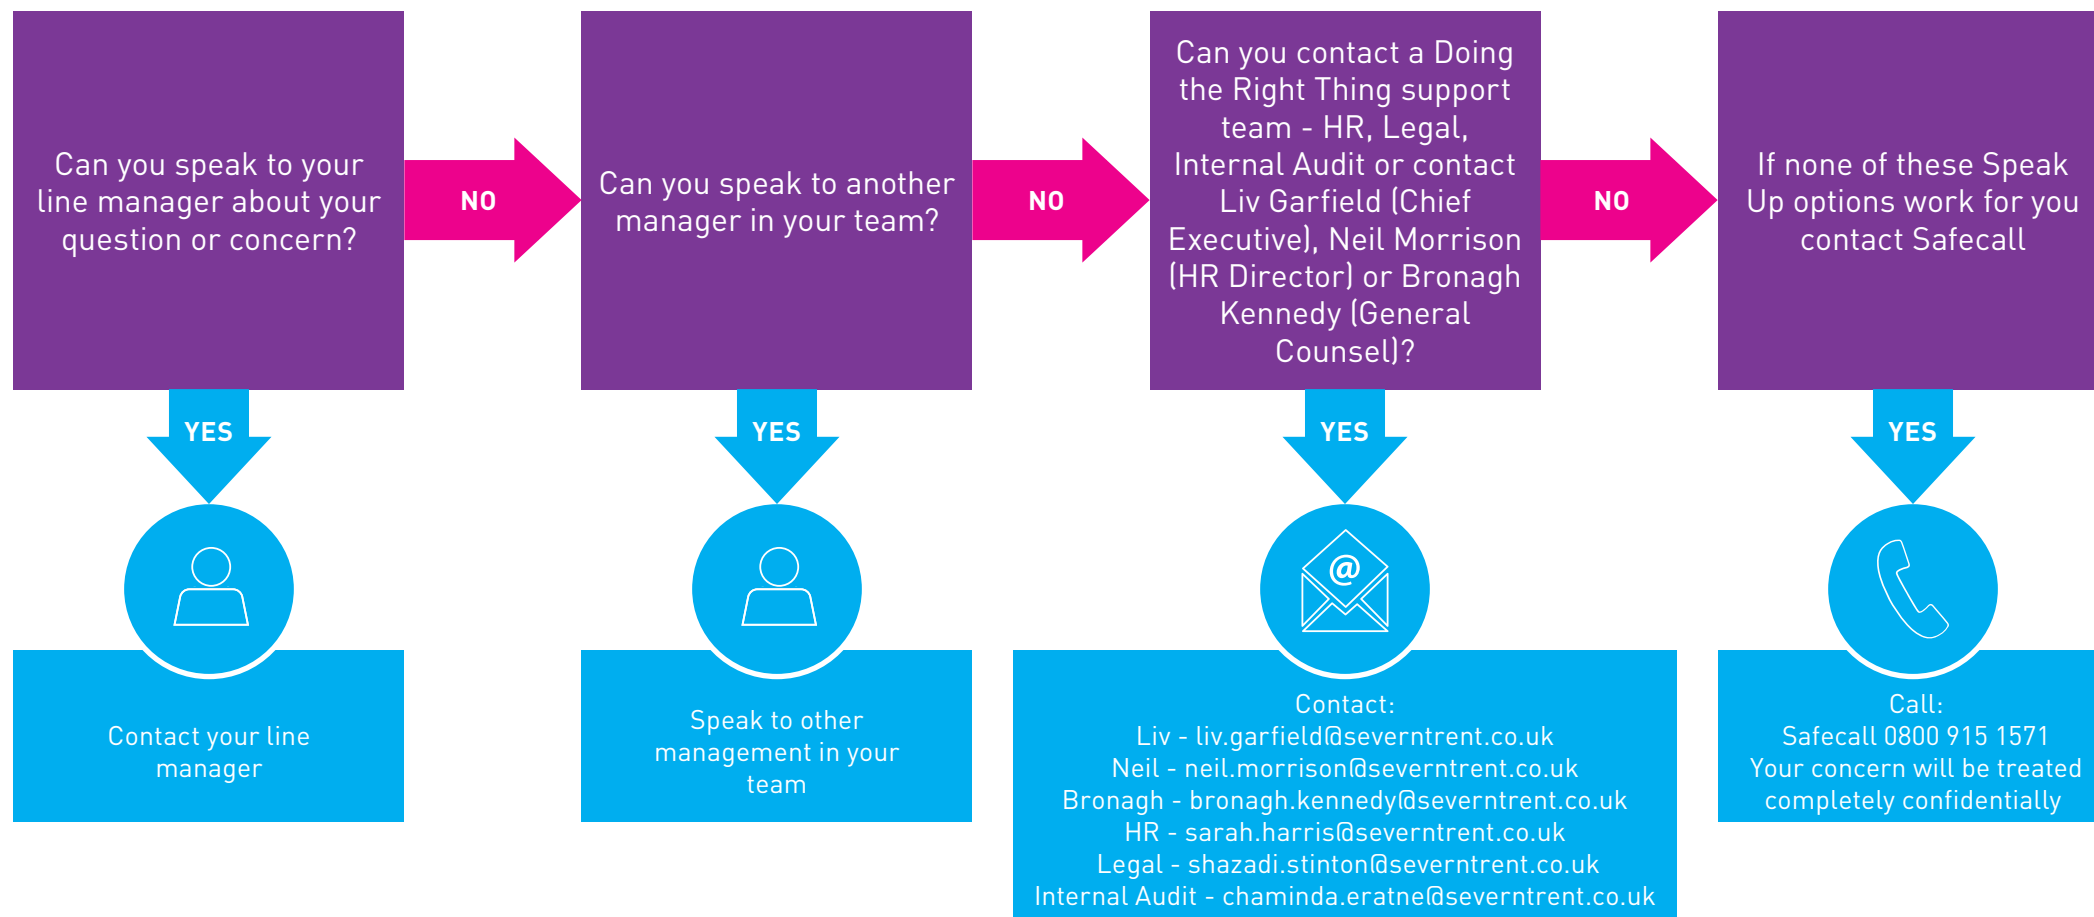 Can you speak to your
line manager about your
question or concern?
NO
Can you speak to another
manager in your team?
NO
Can you contact a Doing
the Right Thing support
team - HR, Legal,
Internal Audit or contact
Liv Garfield (Chief
Executive), Neil Morrison
(HR Director) or Bronagh
Kennedy (General
Counsel)?
NO
If none of these Speak
Up options work for you
contact Safecall
YES
YES
YES
YES
@
Contact your line
manager
Speak to other
management in your
team
Contact:
Liv - liv.garfield@severntrent.co.uk
Neil - neil.morrison@severntrent.co.uk
Bronagh - bronagh.kennedy@severntrent.co.uk
HR - sarah.harris@severntrent.co.uk
Legal - shazadi.stinton@severntrent.co.uk
Internal Audit - chaminda.eratne@severntrent.co.uk
Call:
Safecall 0800 915 1571
Your concern will be treated
completely confidentially